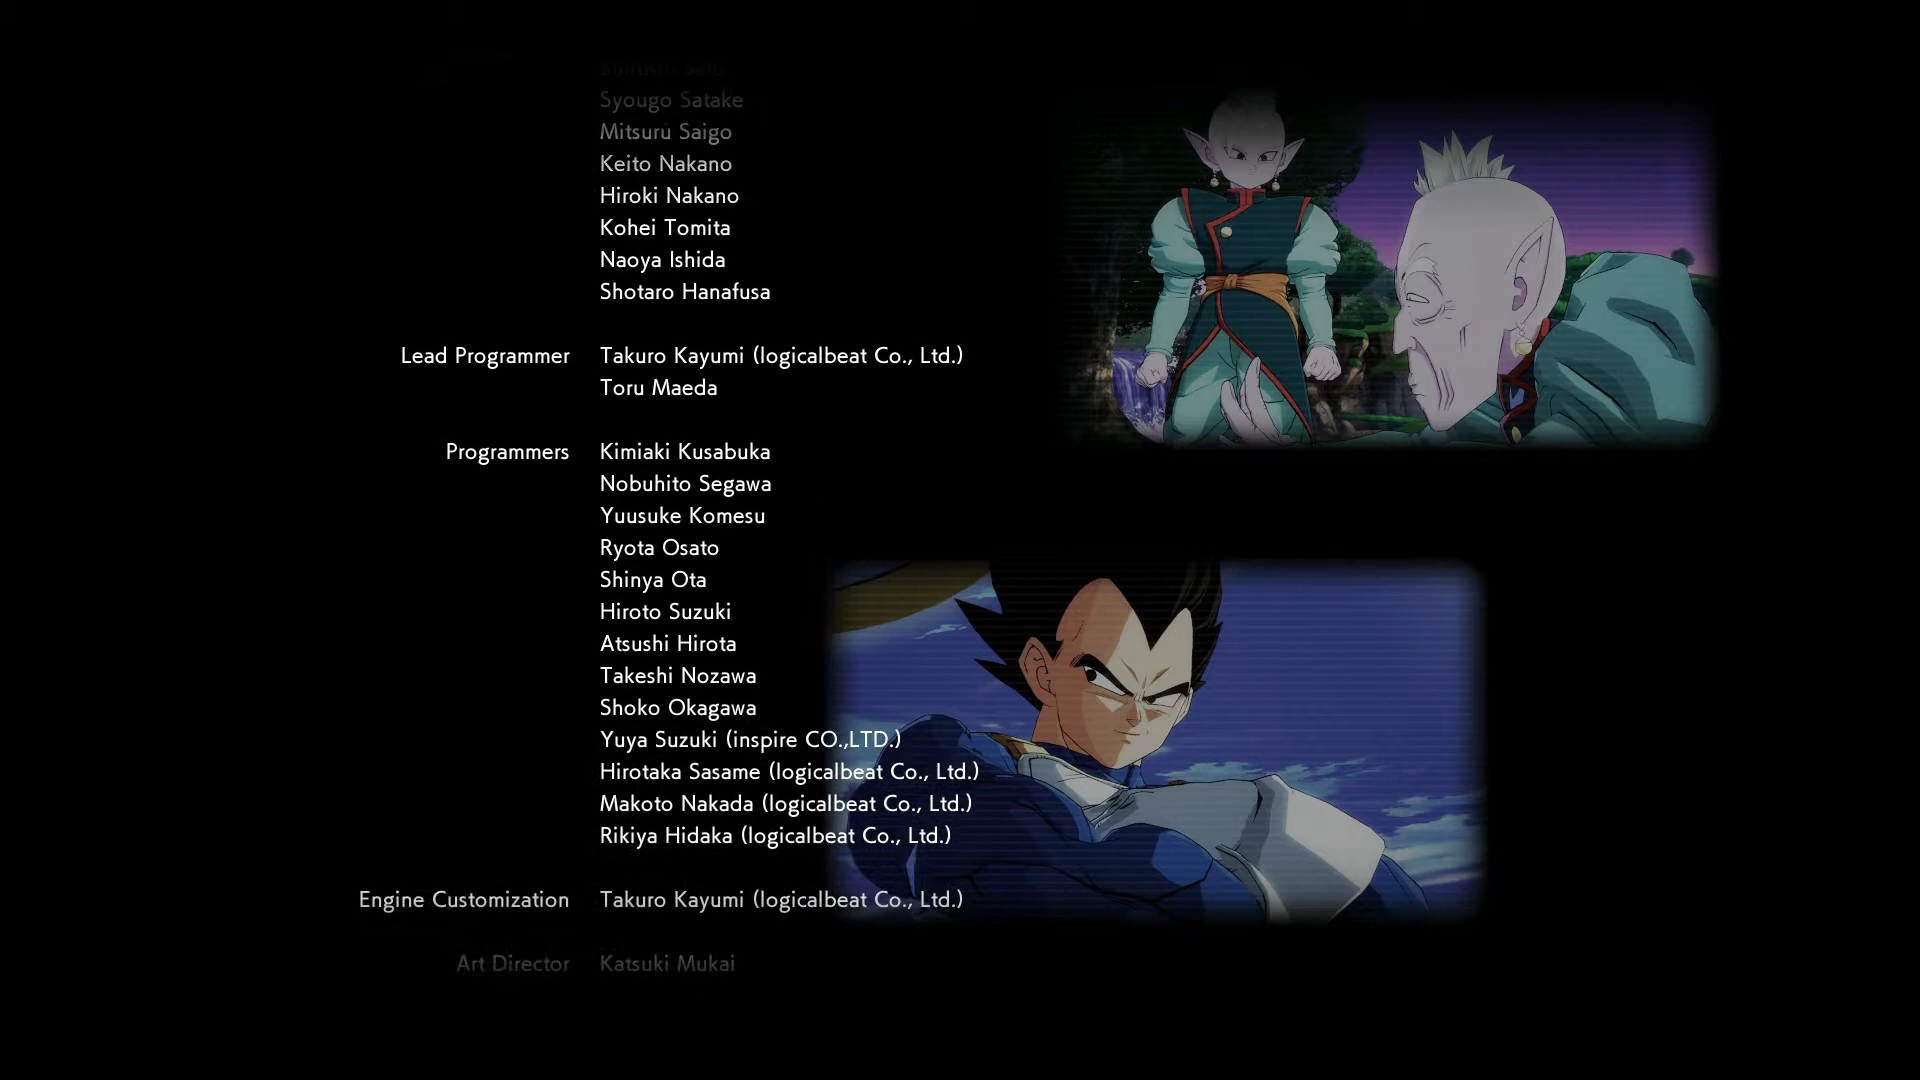 Syougo Satake
Mitsuru Saigo
Keito Nakano
Hiroki Nakano
Kohei Tomita
Naoya Ishida
Shotaro Hanafusa
Lead Programmer Takuro Kayumi (logicalbeat Co., Ltd.)
Toru Maeda
Programmers Kimiaki Kusabuka
Nobuhito Segawa
Yuusuke Komesu
Ryota Osato
Shinya Ota
Hiroto Suzuki
Atsushi Hirota
Takeshi Nozawa
Shoko Okagawa
Yuya Suzuki (inspire CO.,LTD.)
Hirotaka Sasame (logicalbeat Co., Ltd.)
Makoto Nakada (logicalbeat Co., Ltd.)
Rikiya Hidaka (logicalbeat Co., Ltd.)
Engine Customization Takuro Kayumi (logicalbeat Co., Ltd.)
Art Director Katsuki Mukai